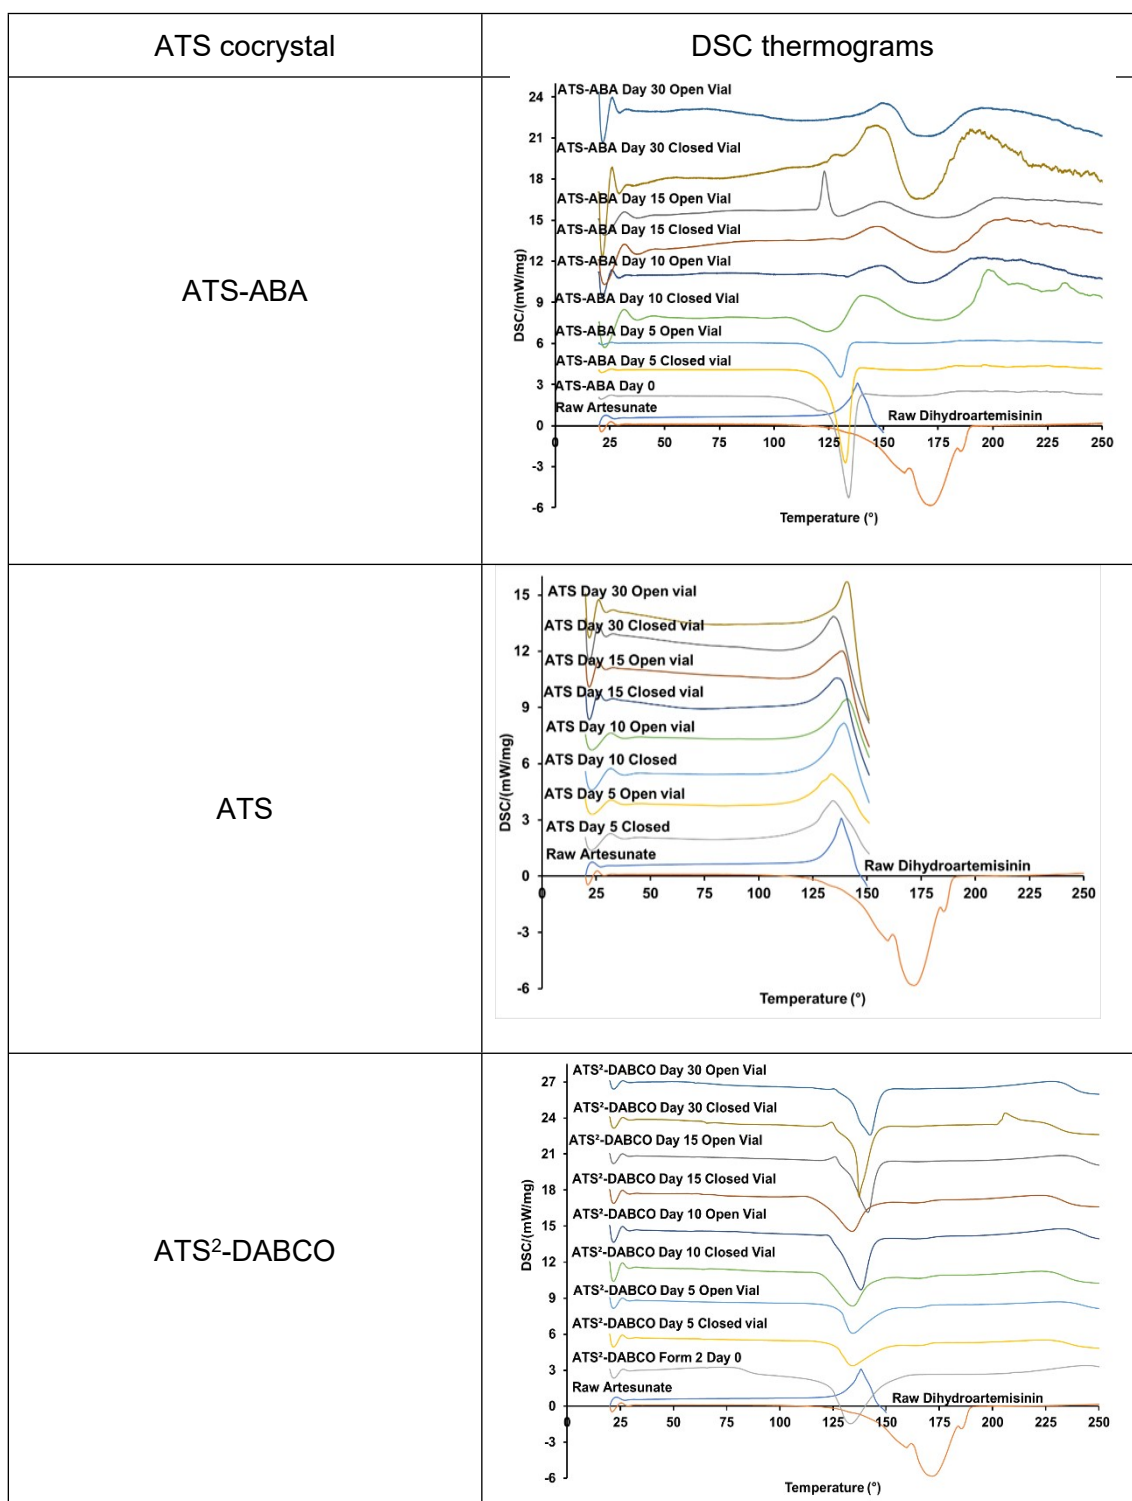 ATS cocrystal
DSC thermograms
ATS-ABA
24
21
18
15
12
9
6
3
0
-3
-6
DSC/(mW/mg)
ATS-ABA Day 30 Open Vial
ATS-ABA Day 30 Closed Vial
ATS-ABA Day 15 Open Vial
ATS-ABA Day 15 Closed Vial
ATS-ABA Day 10 Open Vial
ATS-ABA Day 10 Closed Vial
ATS-ABA Day 5 Open Vial
ATS-ABA Day 5 Closed vial
ATS-ABA Day 0
Raw Artesunate
Raw Dihydroartemisinin
0 25 50 75 100 125 150 175 200 225 250
Temperature (°)
ATS
15
12
9
6
3
0
-3
-6
DSC/(mW/mg)
ATS Day 30 Open vial
ATS Day 30 Closed vial
ATS Day 15 Open vial
ATS Day 15 Closed vial
ATS Day 10 Open vial
ATS Day 10 Closed
ATS Day 5 Open vial
ATS Day 5 Closed
Raw Artesunate
Raw Dihydroartemisinin
0 25 50 75 100 125 150 175 200 225 250
Temperature (°)
ATS²-DABCO
27
24
21
18
15
12
9
6
3
0
-3
-6
DSC/(mW/mg)
ATS²-DABCO Day 30 Open Vial
ATS²-DABCO Day 30 Closed Vial
ATS²-DABCO Day 15 Open Vial
ATS²-DABCO Day 15 Closed Vial
ATS²-DABCO Day 10 Open Vial
ATS²-DABCO Day 10 Closed Vial
ATS²-DABCO Day 5 Open Vial
ATS²-DABCO Day 5 Closed vial
ATS²-DABCO Form 2 Day 0
Raw Artesunate
Raw Dihydroartemisinin
0 25 50 75 100 125 150 175 200 225 250
Temperature (°)